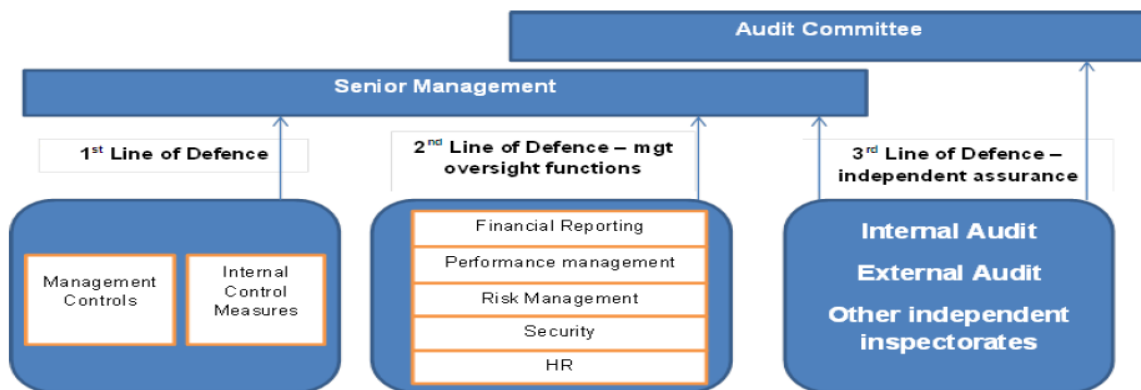 Audit Committee
Senior Management
1st Line of Defence
2nd Line of Defence – mgt
oversight functions
3rd Line of Defence –
independent assurance
Management
Controls
Internal
Control
Measures
Financial Reporting
Performance management
Risk Management
Security
HR
Internal Audit
External Audit
Other independent
inspectorates